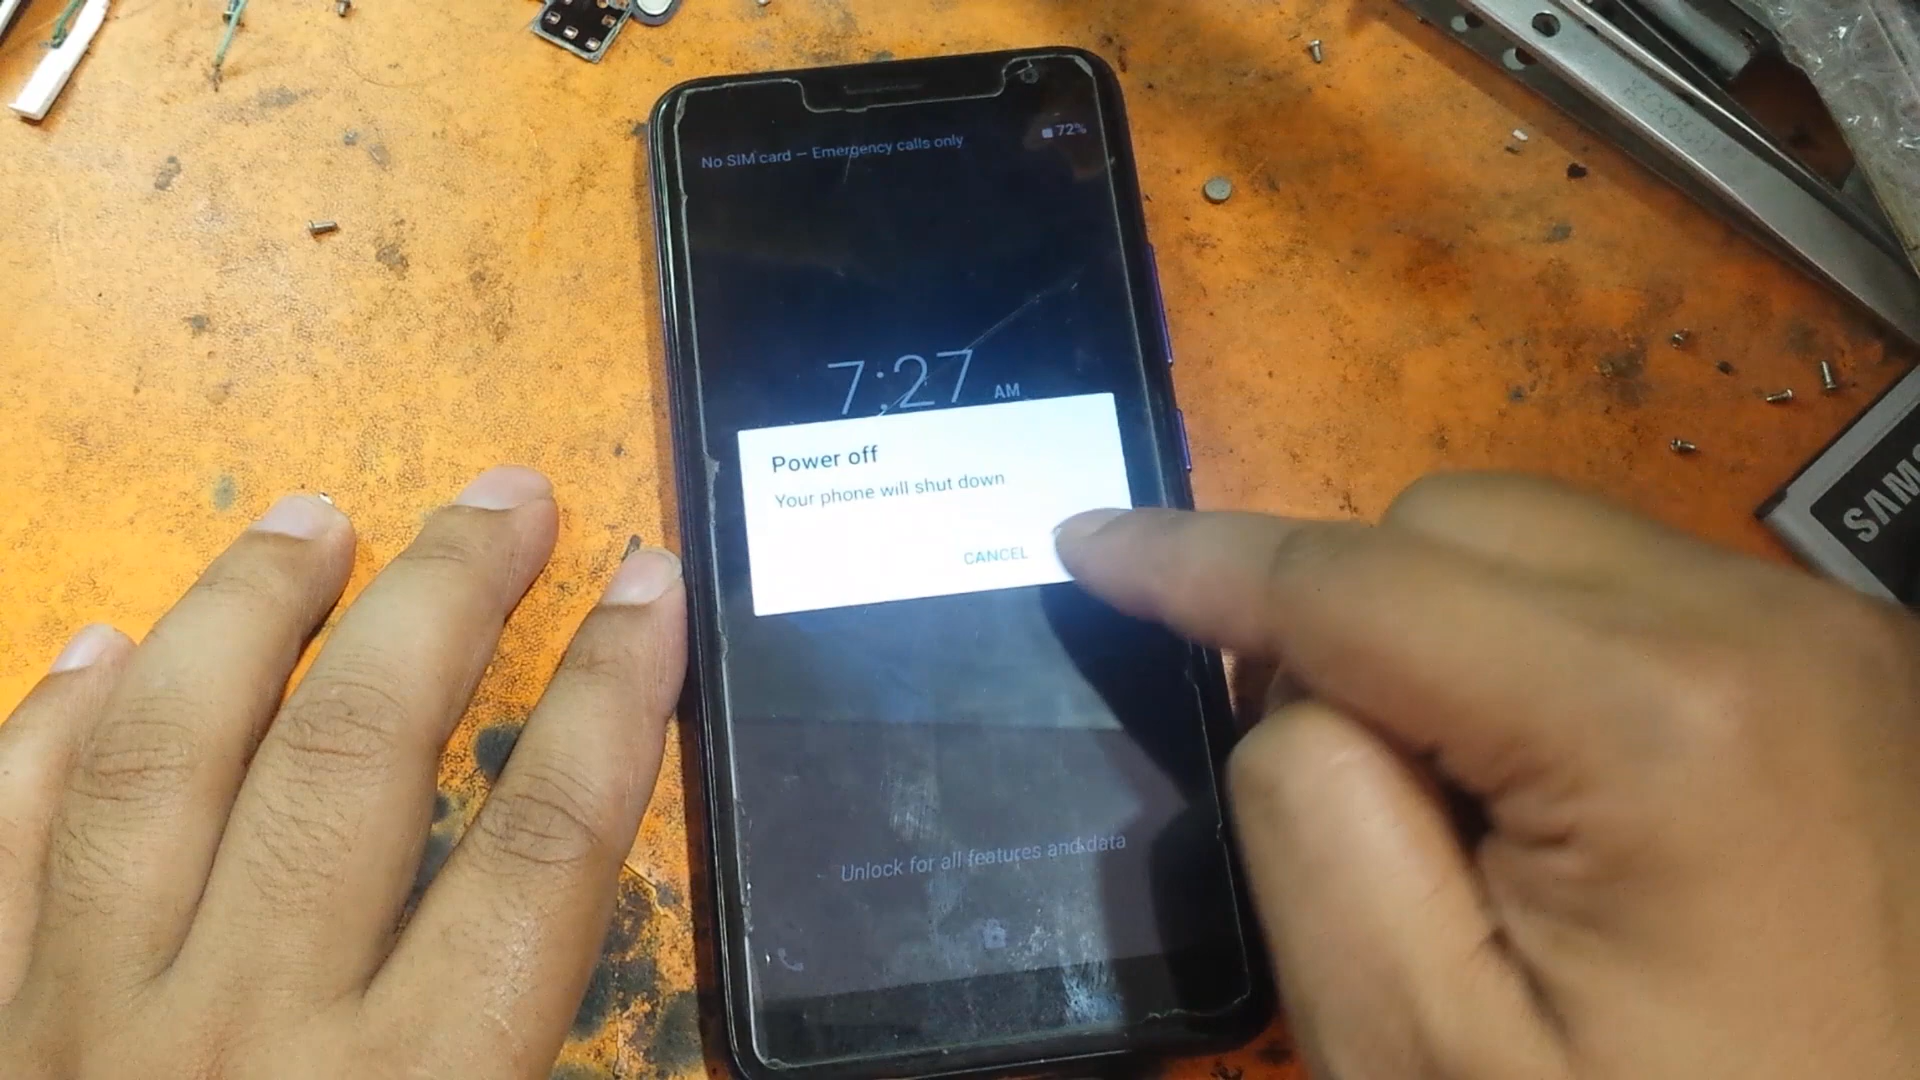 72%
No SIM card – Emergency calls only
7:27 AM
Power off
Your phone will shut down
CANCEL
Unlock for all features and data